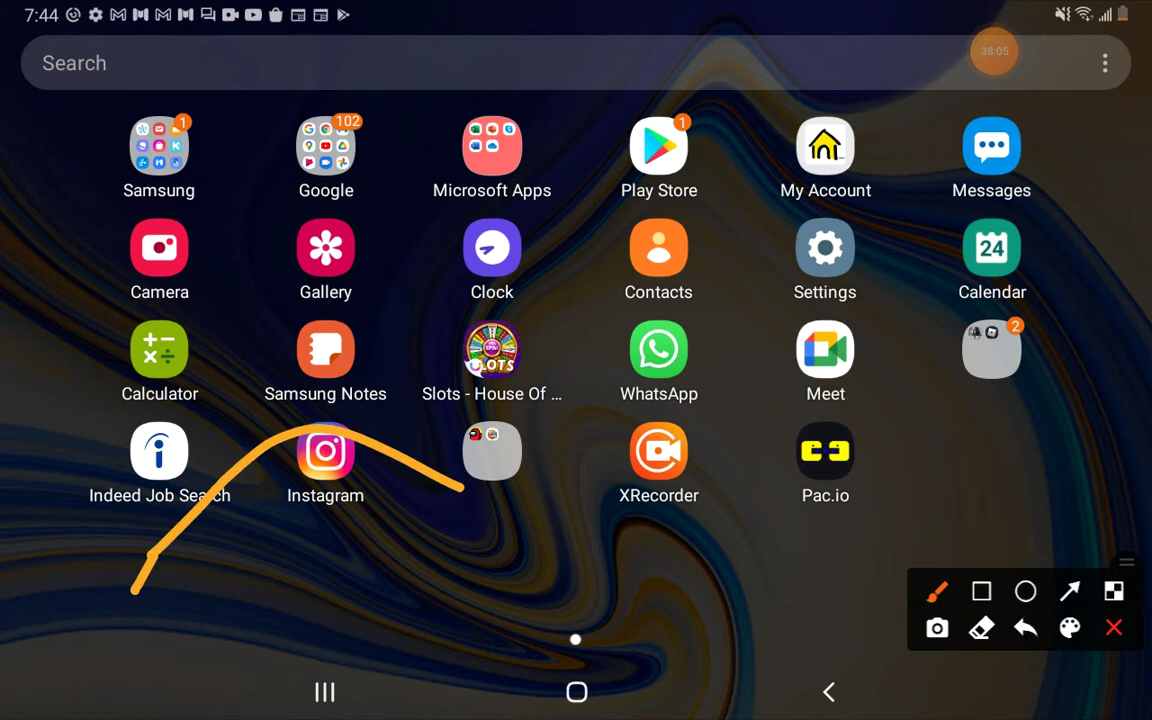 7:44
38:05
Search
1
102
1
Samsung
Google
Microsoft Apps
Play Store
My Account
Messages
24
Camera
Gallery
Clock
Contacts
Settings
Calendar
SLOTS
2
Calculator
Samsung Notes
Slots - House Of ...
WhatsApp
Meet
Indeed Job Search
Instagram
XRecorder
Pac.io